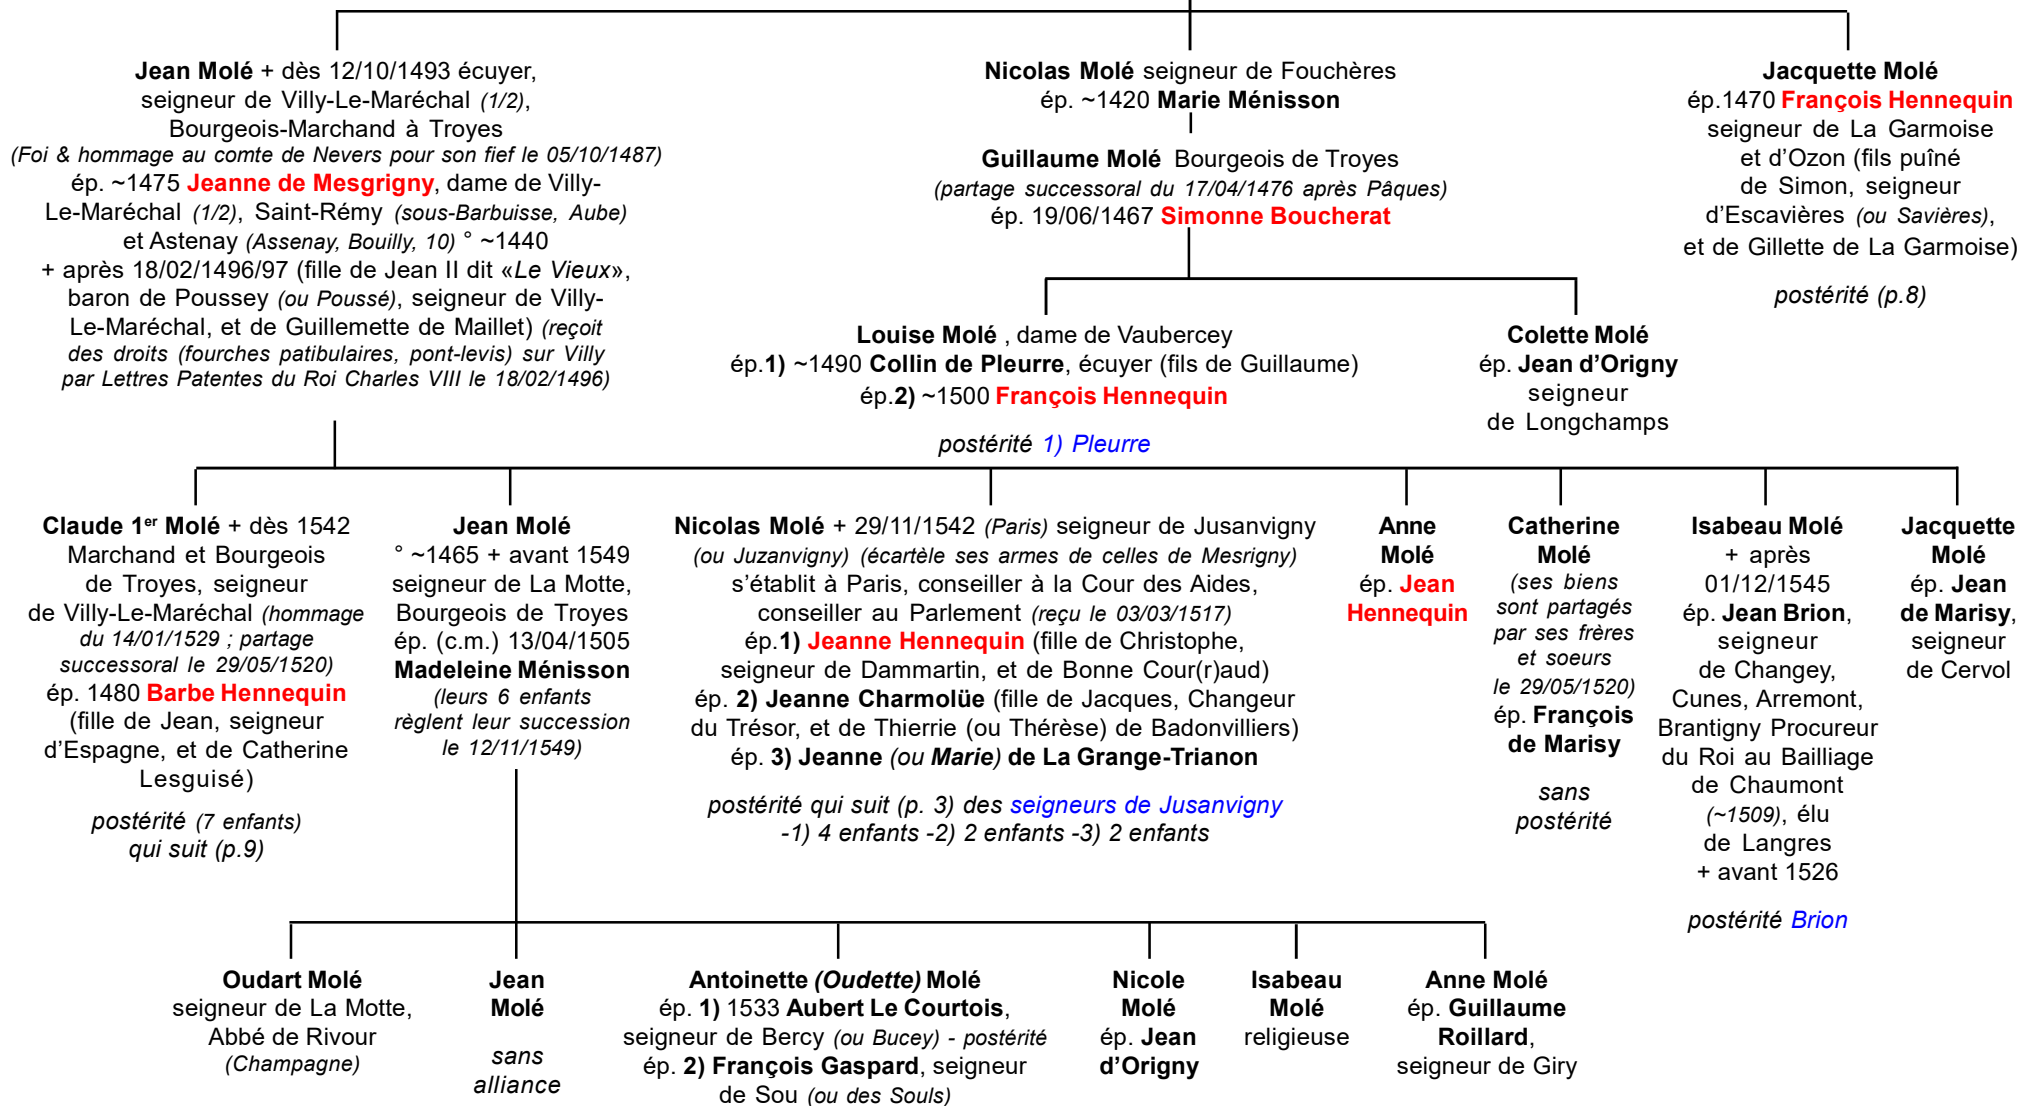 Jean Molé + dès 12/10/1493 écuyer,
seigneur de Villy-Le-Maréchal (1/2),
Bourgeois-Marchand à Troyes
(Foi & hommage au comte de Nevers pour son fief le 05/10/1487)
ép. ~1475 Jeanne de Mesgrigny, dame de Villy-
Le-Maréchal (1/2), Saint-Rémy (sous-Barbuisse, Aube)
et Astenay (Assenay, Bouilly, 10) ° ~1440
+ après 18/02/1496/97 (fille de Jean II dit «Le Vieux»,
baron de Poussey (ou Poussé), seigneur de Villy-
Le-Maréchal, et de Guillemette de Maillet) (reçoit
des droits (fourches patibulaires, pont-levis) sur Villy
par Lettres Patentes du Roi Charles VIII le 18/02/1496)
Nicolas Molé seigneur de Fouchères
ép. ~1420 Marie Ménisson
Guillaume Molé Bourgeois de Troyes
(partage successoral du 17/04/1476 après Pâques)
ép. 19/06/1467 Simonne Boucherat
Jacquette Molé
ép.1470 François Hennequin
seigneur de La Garmoise
et d'Ozon (fils puîné
de Simon, seigneur
d'Escavières (ou Savières),
et de Gillette de La Garmoise)
postérité (p.8)
Louise Molé , dame de Vaubercey
ép.1) ~1490 Collin de Pleurre, écuyer (fils de Guillaume)
ép.2) ~1500 François Hennequin
postérité 1) Pleurre
Colette Molé
ép. Jean d'Origny
seigneur
de Longchamps
Claude 1er Molé + dès 1542
Marchand et Bourgeois
de Troyes, seigneur
de Villy-Le-Maréchal (hommage
du 14/01/1529 ; partage
successoral le 29/05/1520)
ép. 1480 Barbe Hennequin
(fille de Jean, seigneur
d'Espagne, et de Catherine
Lesguisé)
postérité (7 enfants)
qui suit (p.9)
Jean Molé
° ~1465 + avant 1549
seigneur de La Motte,
Bourgeois de Troyes
ép. (c.m.) 13/04/1505
Madeleine Ménisson
(leurs 6 enfants
règlent leur succession
le 12/11/1549)
Nicolas Molé + 29/11/1542 (Paris) seigneur de Jusanvigny
(ou Juzanvigny) (écartèle ses armes de celles de Mesrigny)
s'établit à Paris, conseiller à la Cour des Aides,
conseiller au Parlement (reçu le 03/03/1517)
ép.1) Jeanne Hennequin (fille de Christophe,
seigneur de Dammartin, et de Bonne Cour(r)aud)
ép. 2) Jeanne Charmolüe (fille de Jacques, Changeur
du Trésor, et de Thierrie (ou Thérèse) de Badonvilliers)
ép. 3) Jeanne (ou Marie) de La Grange-Trianon
postérité qui suit (p. 3) des seigneurs de Jusanvigny
-1) 4 enfants -2) 2 enfants -3) 2 enfants
Anne
Molé
ép. Jean
Hennequin
Catherine
Molé
(ses biens
sont partagés
par ses frères
et soeurs
le 29/05/1520)
ép. François
de Marisy
sans
postérité
Isabeau Molé
+ après
01/12/1545
ép. Jean Brion,
seigneur
de Changey,
Cunes, Arremont,
Brantigny Procureur
du Roi au Bailliage
de Chaumont
(~1509), élu
de Langres
+ avant 1526
postérité Brion
Jacquette
Molé
ép. Jean
de Marisy,
seigneur
de Cervol
Oudart Molé
seigneur de La Motte,
Abbé de Rivour
(Champagne)
Jean
Molé
sans
alliance
Antoinette (Oudette) Molé
ép. 1) 1533 Aubert Le Courtois,
seigneur de Bercy (ou Bucey) - postérité
ép. 2) François Gaspard, seigneur
de Sou (ou des Souls)
Nicole
Molé
ép. Jean
d'Origny
Isabeau
Molé
religieuse
Anne Molé
ép. Guillaume
Roillard,
seigneur de Giry